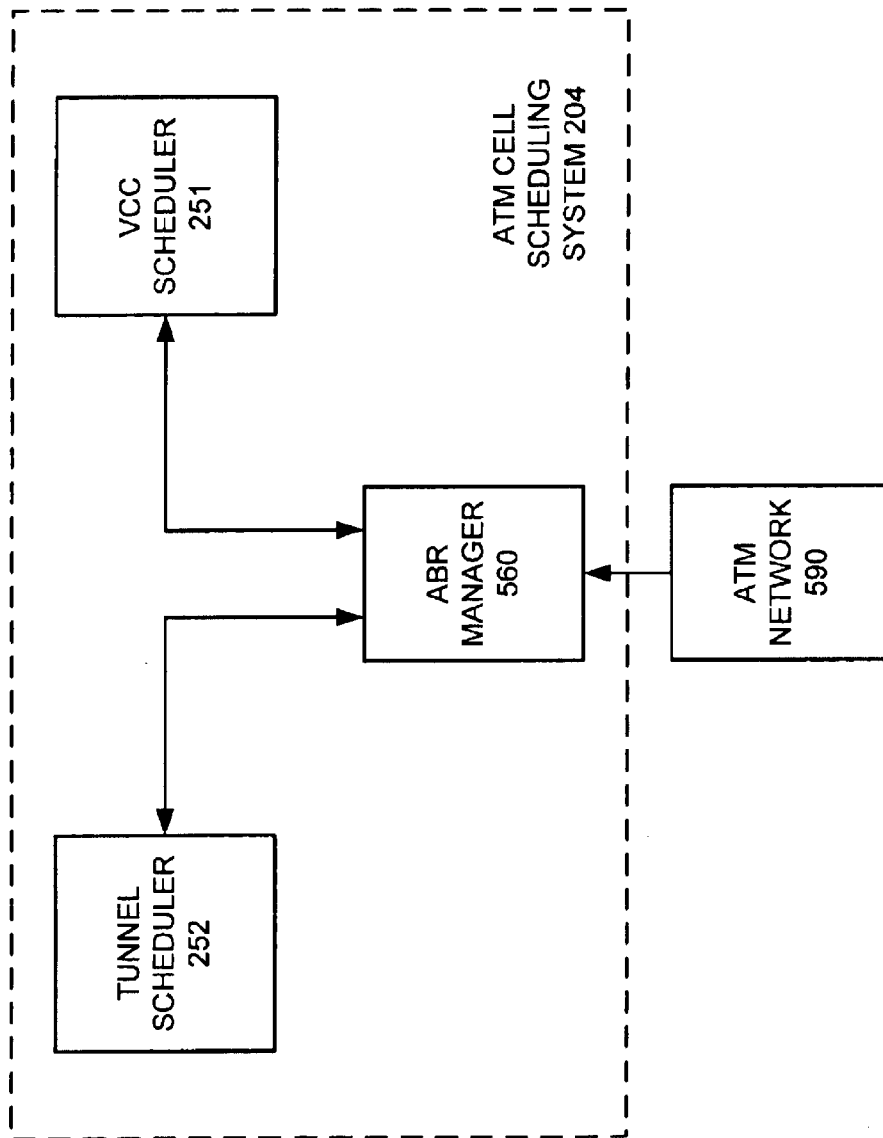 TUNNEL
SCHEDULER
252
VCC
SCHEDULER
251
ABR
MANAGER
560
ATM CELL
SCHEDULING
SYSTEM 204
ATM
NETWORK
590